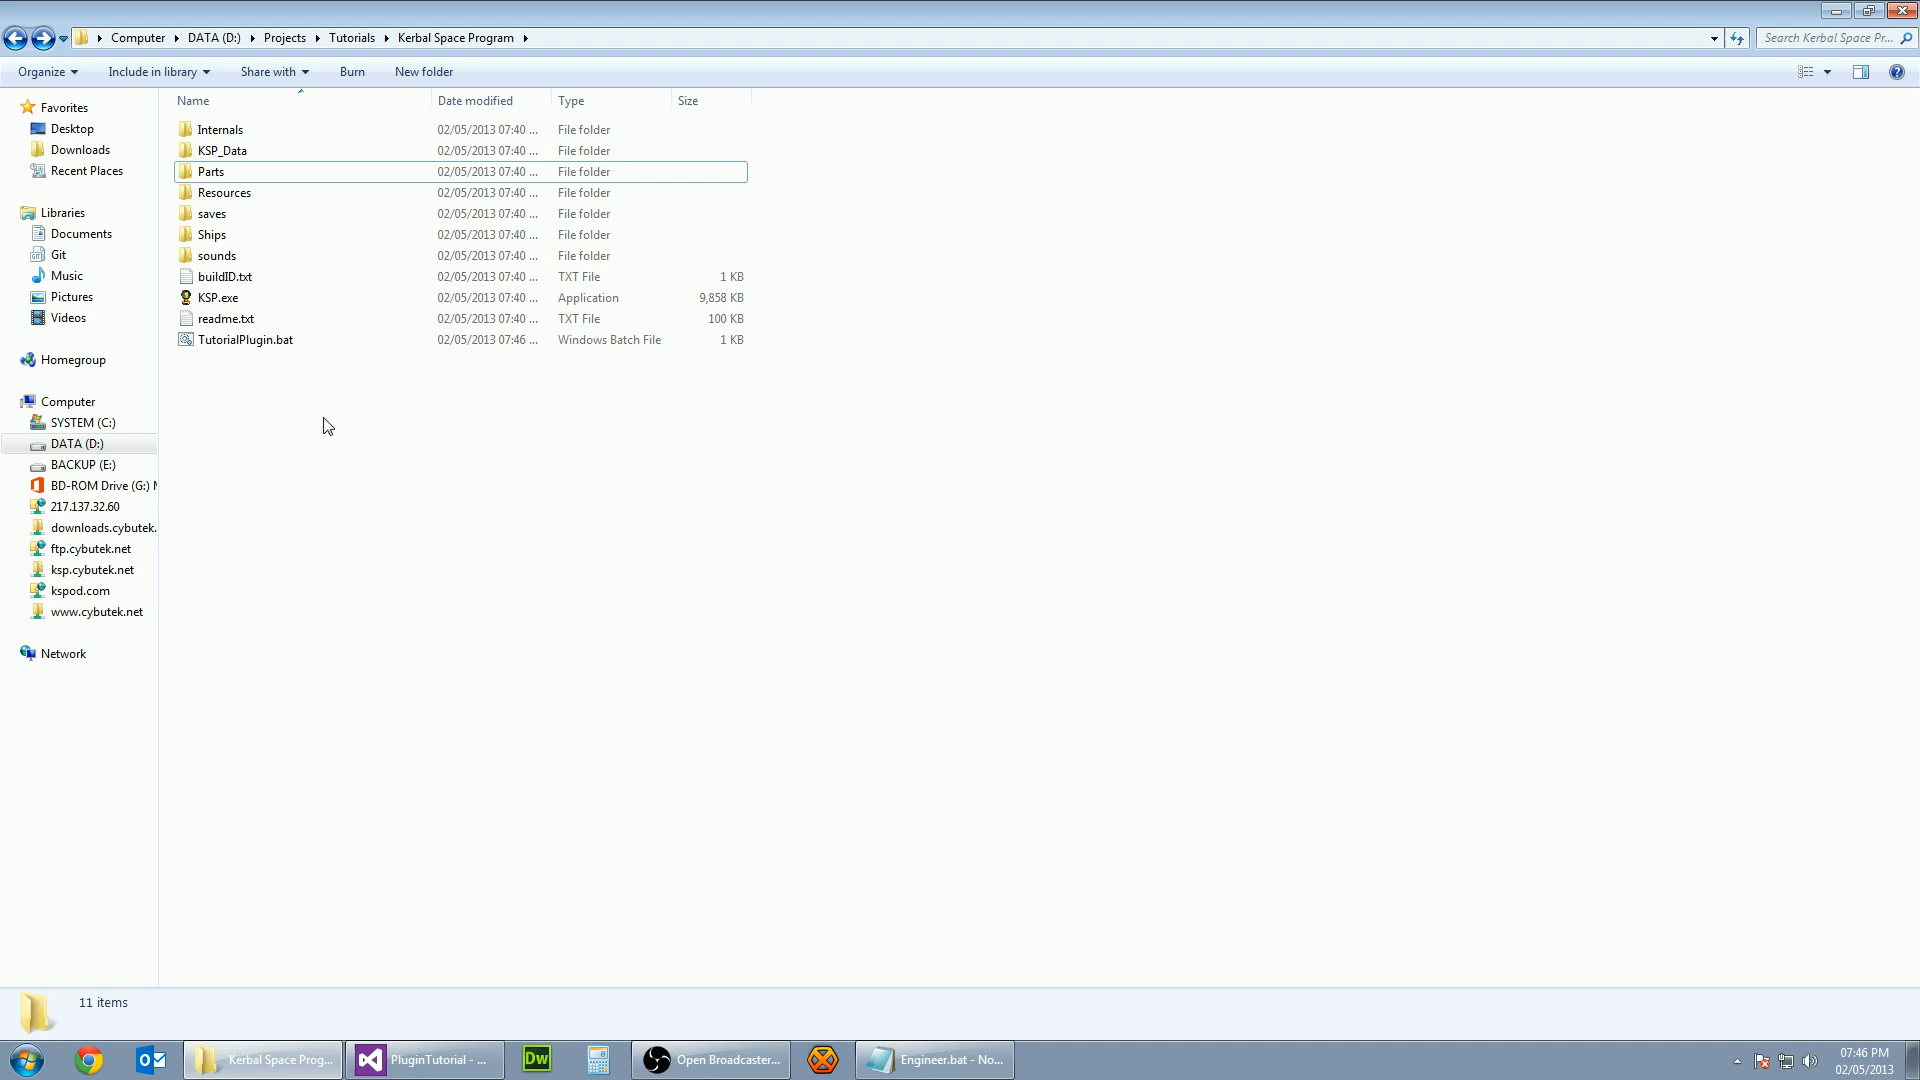 Computer DATA (D:) Projects Tutorials Kerbal Space Program
Search Kerbal Space Pr...
Organize Include in library Share with Burn New folder
Name Date modified Type Size
Internals 02/05/2013 07:40 ... File folder
KSP_Data 02/05/2013 07:40 ... File folder
Parts 02/05/2013 07:40 ... File folder
Resources 02/05/2013 07:40 ... File folder
saves 02/05/2013 07:40 ... File folder
Ships 02/05/2013 07:40 ... File folder
sounds 02/05/2013 07:40 ... File folder
buildID.txt 02/05/2013 07:40 ... TXT File 1 KB
KSP.exe 02/05/2013 07:40 ... Application 9,858 KB
readme.txt 02/05/2013 07:40 ... TXT File 100 KB
TutorialPlugin.bat 02/05/2013 07:46 ... Windows Batch File 1 KB
Favorites
Desktop
Downloads
Recent Places
Libraries
Documents
Git
Music
Pictures
Videos
Homegroup
Computer
SYSTEM (C:)
DATA (D:)
BACKUP (E:)
BD-ROM Drive (G:)
217.137.32.60
downloads.cybutek.
ftp.cybutek.net
ksp.cybutek.net
kspod.com
www.cybutek.net
Network
11 items
Kerbal Space Prog...
PluginTutorial - ...
Dw
Open Broadcaster...
Engineer.bat - No...
07:46 PM
02/05/2013